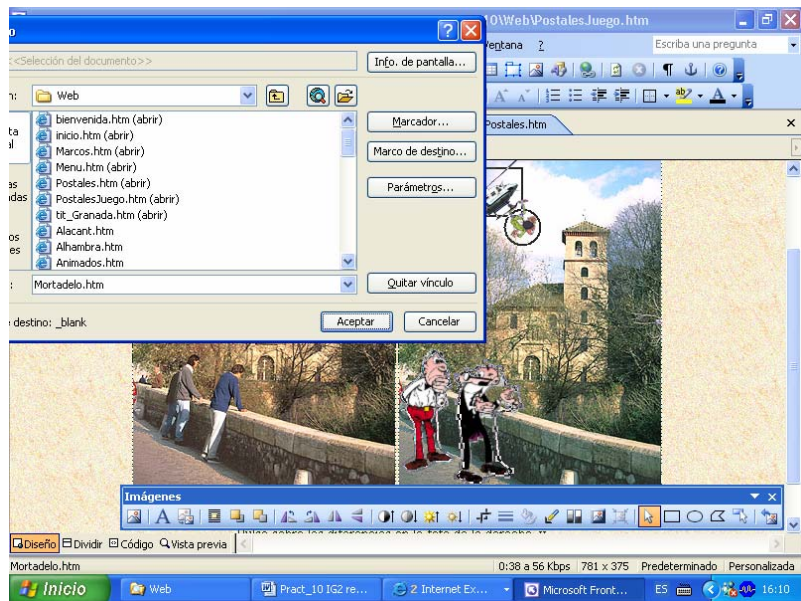 10\Web\PostalesJuego.htm
Ventana ?
Escriba una pregunta
<<Selección del documento>>
Info. de pantalla...
Web
bienvenida.htm (abrir)
inicio.htm (abrir)
Marcos.htm (abrir)
Menu.htm (abrir)
Postales.htm (abrir)
PostalesJuego.htm (abrir)
tit_Granada.htm (abrir)
Alacant.htm
Alhambra.htm
Animados.htm
Marcador...
Marco de destino...
Parámetros...
Postales.htm
Mortadelo.htm
Quitar vínculo
destino: _blank
Aceptar
Cancelar
Imágenes
Diseño Dividir Código Vista previa
Mortadelo.htm
0:38 a 56 Kbps 781 x 375 Predeterminado Personalizada
Inicio
Web
Pract_10 IG2 re...
2 Internet Ex...
Microsoft Front...
ES
16:10